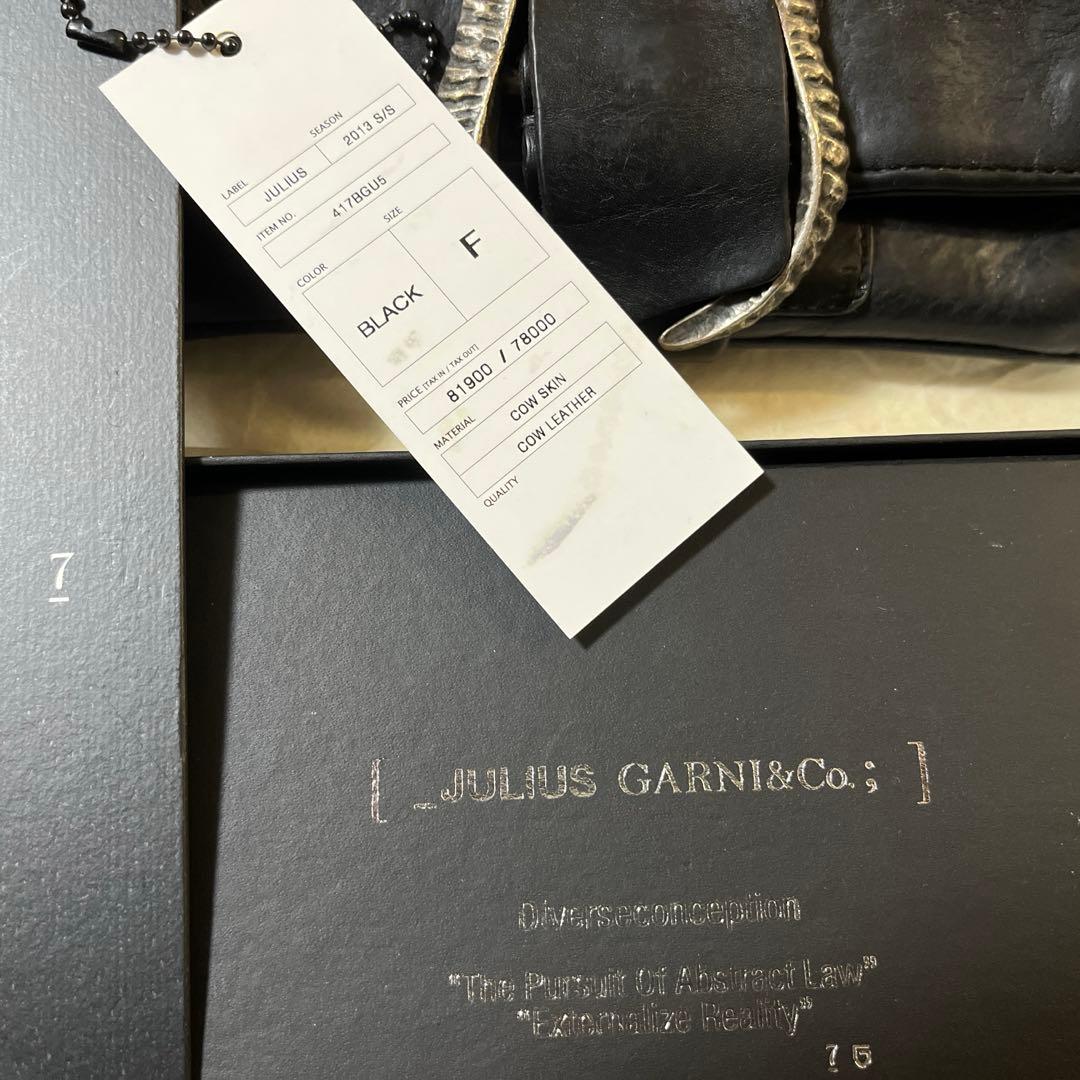 LABEL SEASON
JULIUS 2013 S/S
ITEM NO.
417BGU5
COLOR SIZE
BLACK F
PRICE [TAX IN / TAX OUT]
81900 / 78000
MATERIAL
COW SKIN
COW LEATHER
QUALITY
7
[ _JULIUS GARNI&Co.; ]
Diverseconception
"The Pursuit Of Abstract Law"
"Externalize Reality"
75